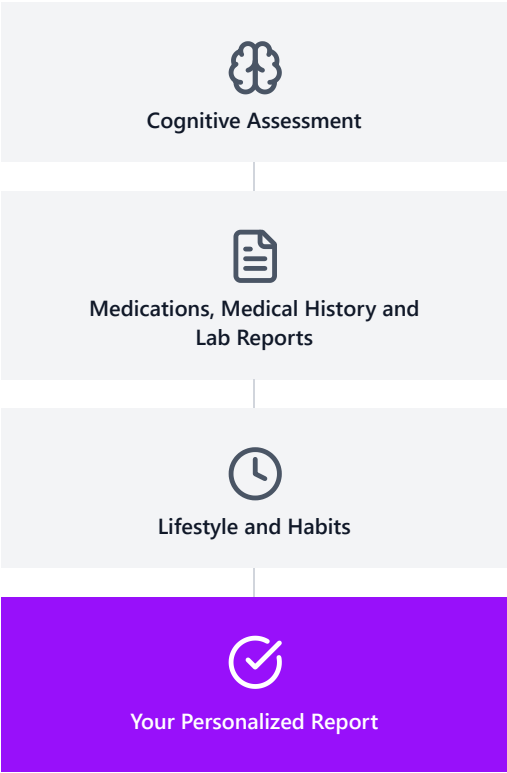 Cognitive Assessment
Medications, Medical History and
Lab Reports
Lifestyle and Habits
Your Personalized Report